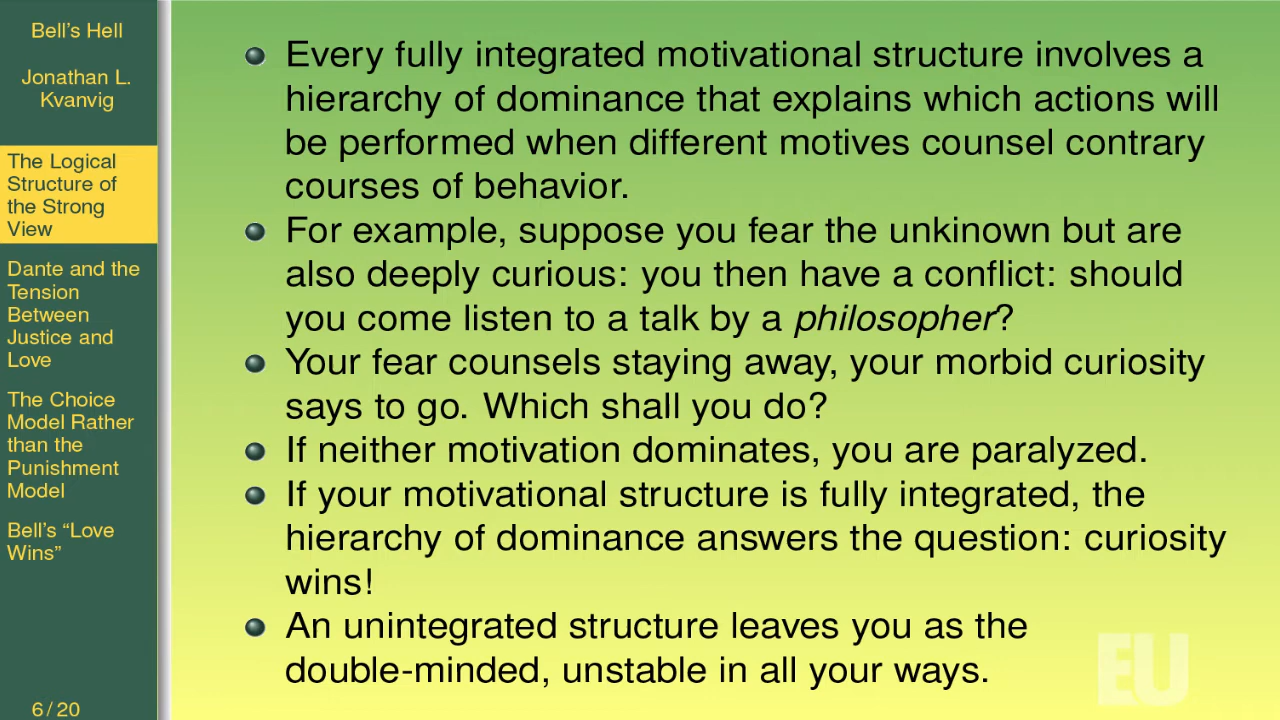 Bell's Hell
Jonathan L.
Kvanvig
The Logical
Structure of
the Strong
View
Dante and the
Tension
Between
Justice and
Love
The Choice
Model Rather
than the
Punishment
Model
Bell's “Love
Wins”
6 / 20
Every fully integrated motivational structure involves a
hierarchy of dominance that explains which actions will
be performed when different motives counsel contrary
courses of behavior.
For example, suppose you fear the unkinown but are
also deeply curious: you then have a conflict: should
you come listen to a talk by a philosopher?
Your fear counsels staying away, your morbid curiosity
says to go. Which shall you do?
If neither motivation dominates, you are paralyzed.
If your motivational structure is fully integrated, the
hierarchy of dominance answers the question: curiosity
wins!
An unintegrated structure leaves you as the
double-minded, unstable in all your ways.
EU